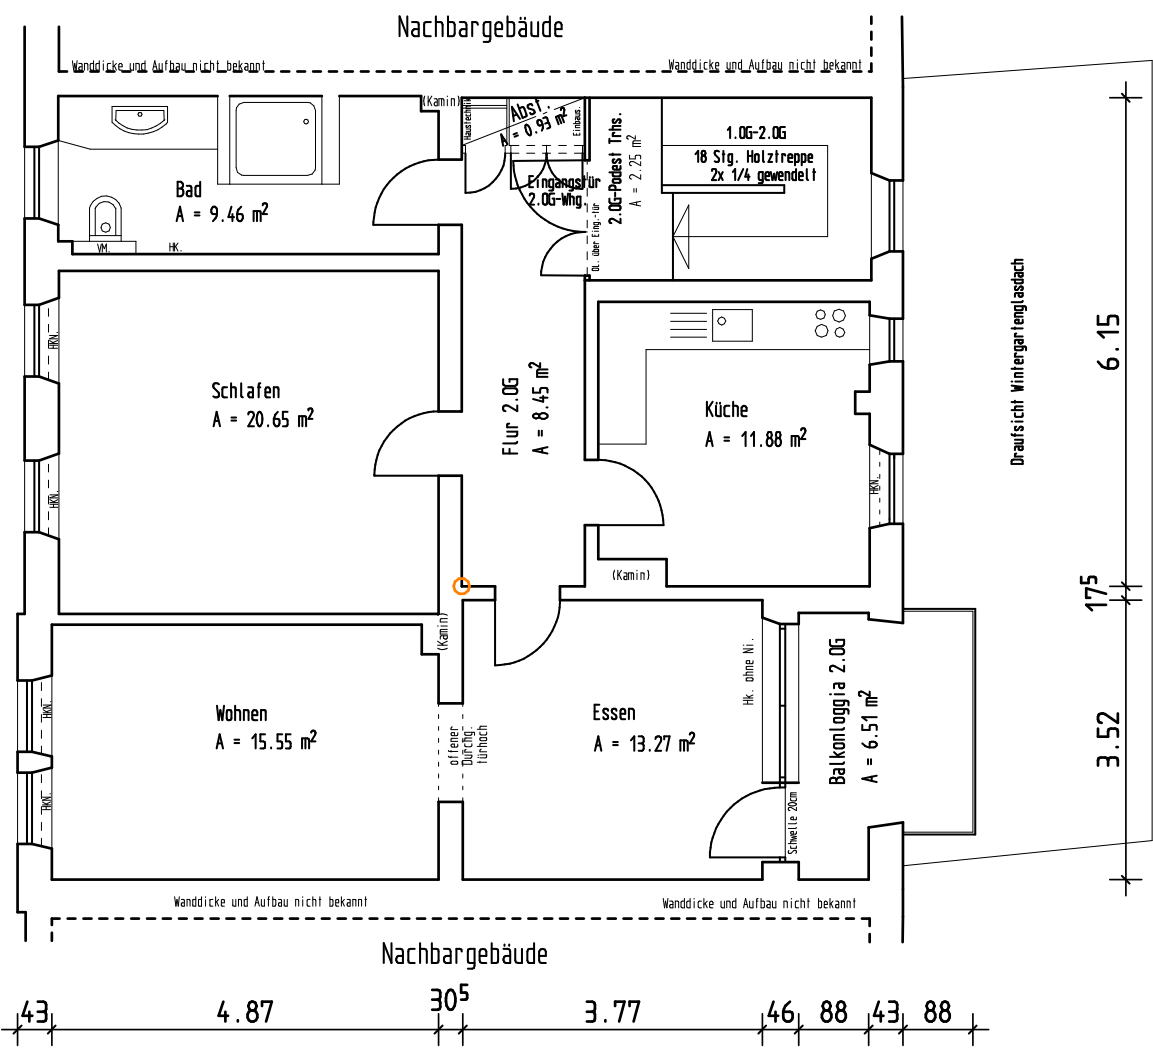 Nachbargebäude
Wanddicke und Aufbau nicht bekannt
Wanddicke und Aufbau nicht bekannt
(Kamin)
Haustechnik
Abst.
A = 0.93 m²
Einbaus.
Bad
A = 9.46 m²
VM.
HK.
Eingangstür
2.OG-Whg.
OL. über Eing.-tür
2.OG-Podest Trhs.
A = 2.25 m²
1.OG-2.OG
18 Stg. Holztreppe
2x 1/4 gewendelt
Draufsicht Wintergartenglasdach
6.15
HKN.
Schlafen
A = 20.65 m²
HKN.
Flur 2.OG
A = 8.45 m²
Küche
A = 11.88 m²
HKN.
(Kamin)
17⁵
(Kamin)
HKN.
Wohnen
A = 15.55 m²
HKN.
offener
Durchg.
türhoch
Essen
A = 13.27 m²
Hk. ohne Ni.
Schwelle 20cm
Balkonloggia 2.OG
A = 6.51 m²
3.52
Wanddicke und Aufbau nicht bekannt
Wanddicke und Aufbau nicht bekannt
Nachbargebäude
43
4.87
30⁵
3.77
46
88
43
88